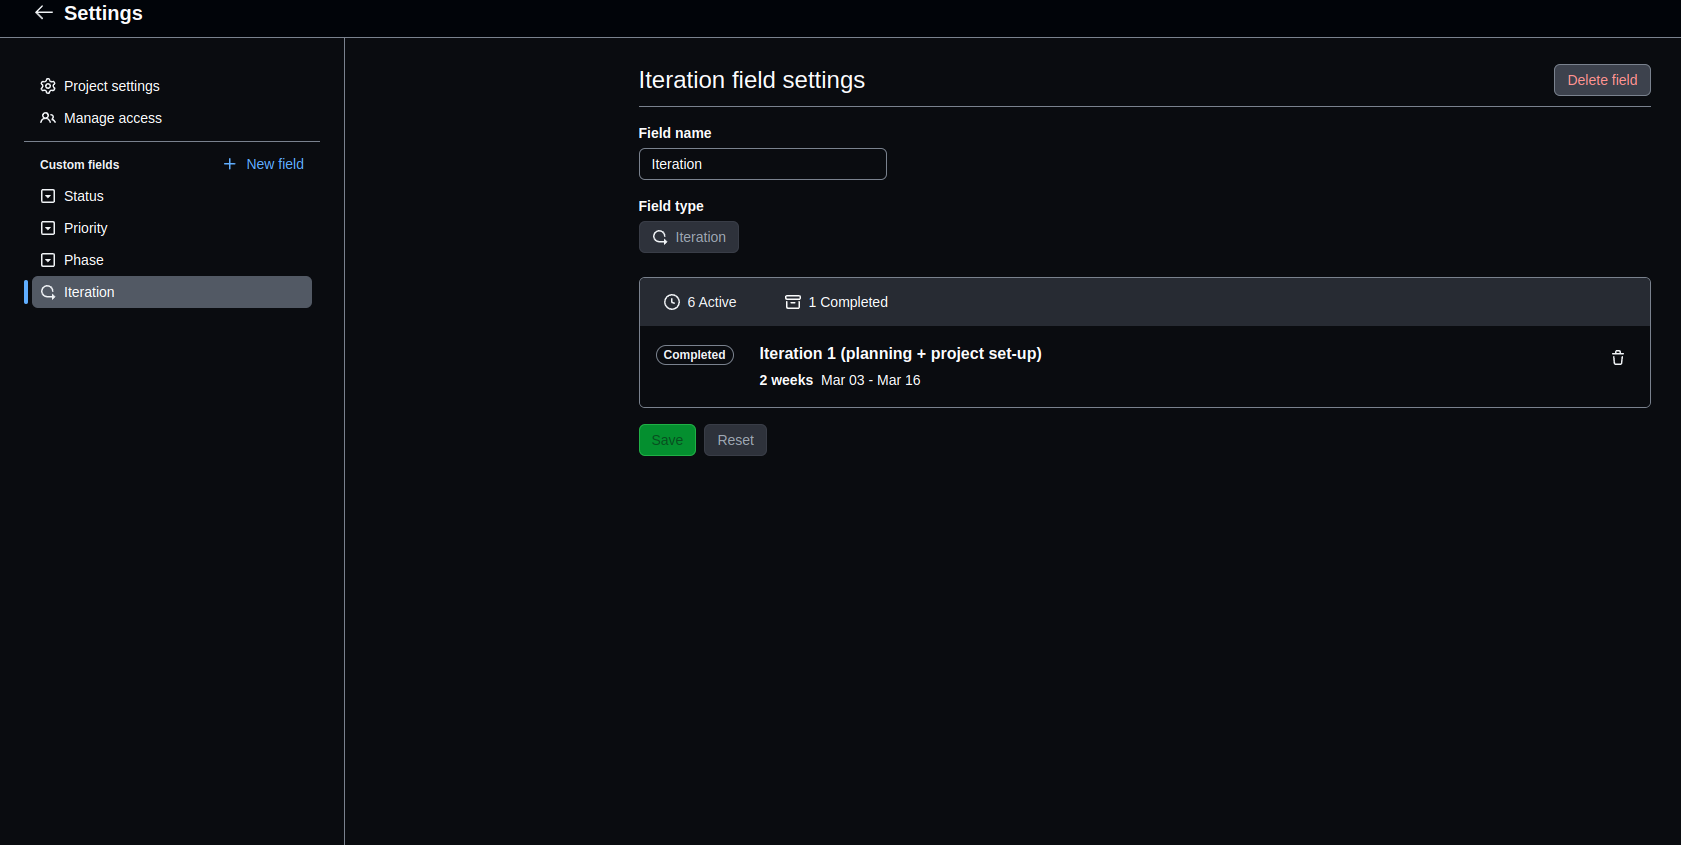 Settings
Project settings
Manage access
Custom fields
New field
Status
Priority
Phase
Iteration
Iteration field settings
Delete field
Field name
Iteration
Field type
Iteration
6 Active
1 Completed
Completed
Iteration 1 (planning + project set-up)
2 weeks Mar 03 - Mar 16
Save
Reset